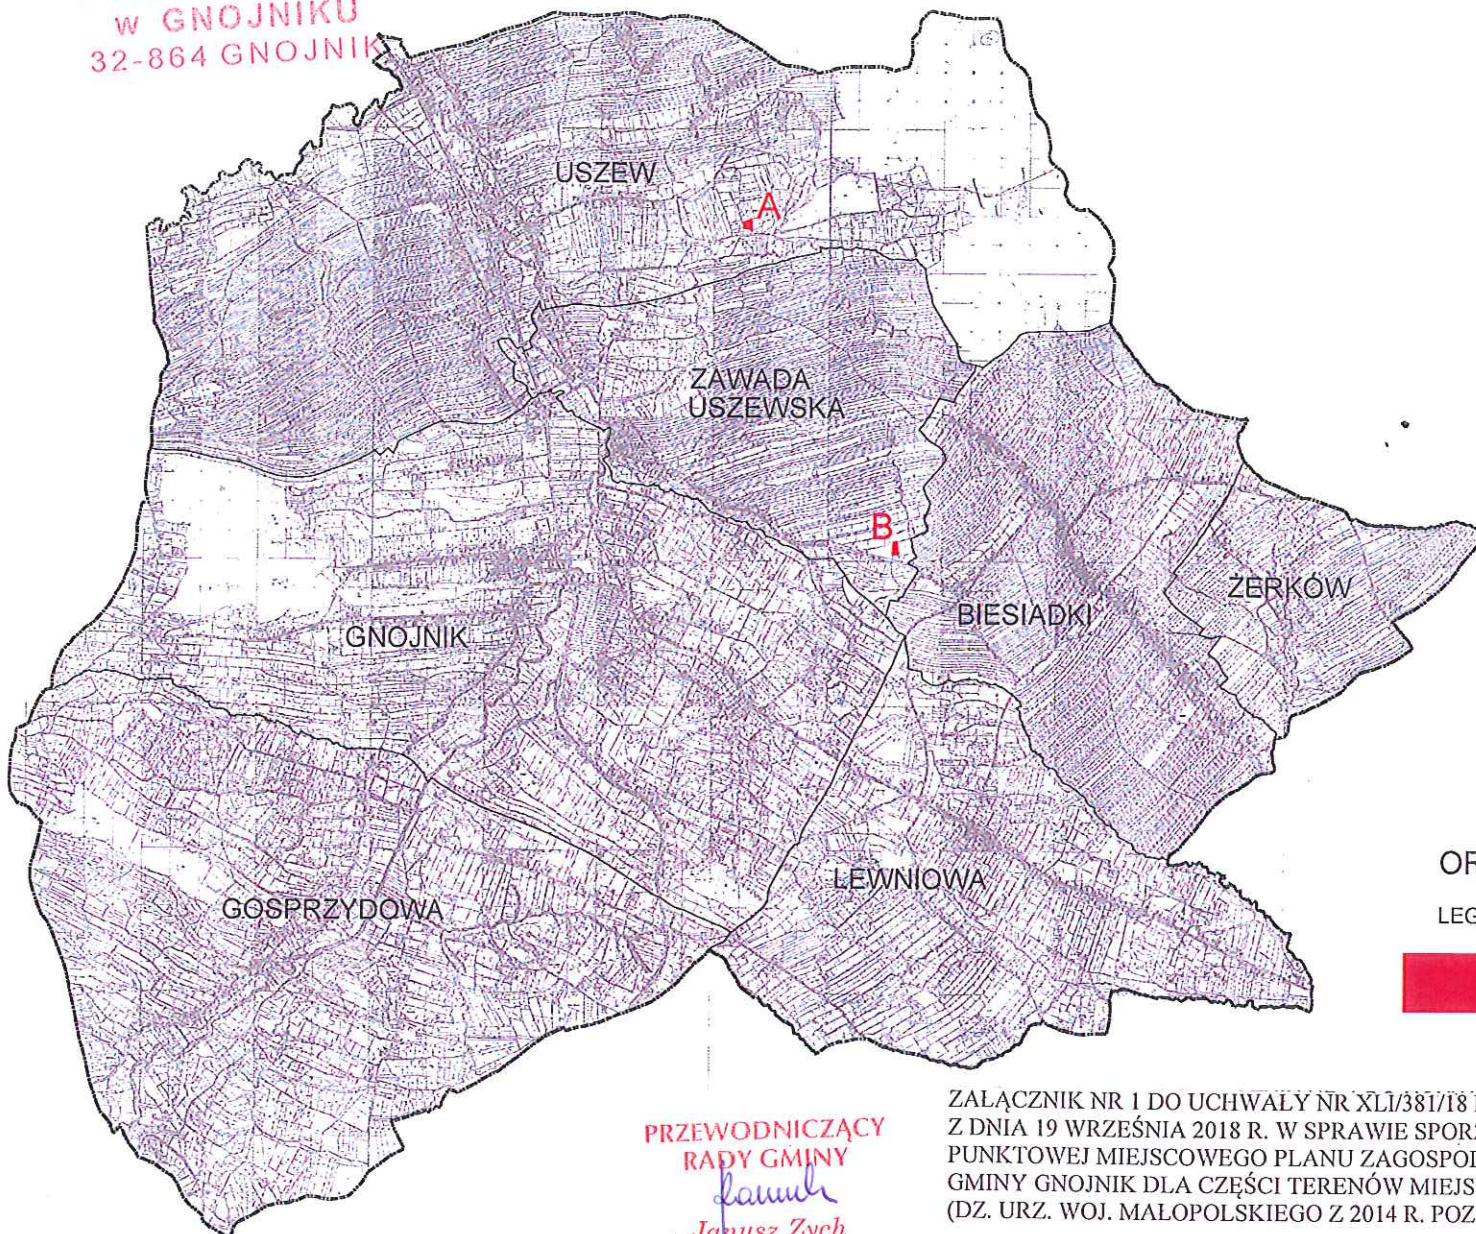 w GNOJNIKU
32-864 GNOJNIK
USZEW
A
ZAWADA
USZEWSKA
B
ŻERKÓW
BIESIADKI
GNOJNIK
LEWNIOWA
GOSPRZYDOWA
OR
LEG
PRZEWODNICZĄCY
RADY GMINY
Janusz Zych
ZAŁĄCZNIK NR 1 DO UCHWAŁY NR XLI/381/18
Z DNIA 19 WRZEŚNIA 2018 R. W SPRAWIE SPORZ
PUNKTOWEJ MIEJSCOWEGO PLANU ZAGOSPOD
GMINY GNOJNIK DLA CZĘŚCI TERENÓW MIEJS
(DZ. URZ. WOJ. MAŁOPOLSKIEGO Z 2014 R. POZ